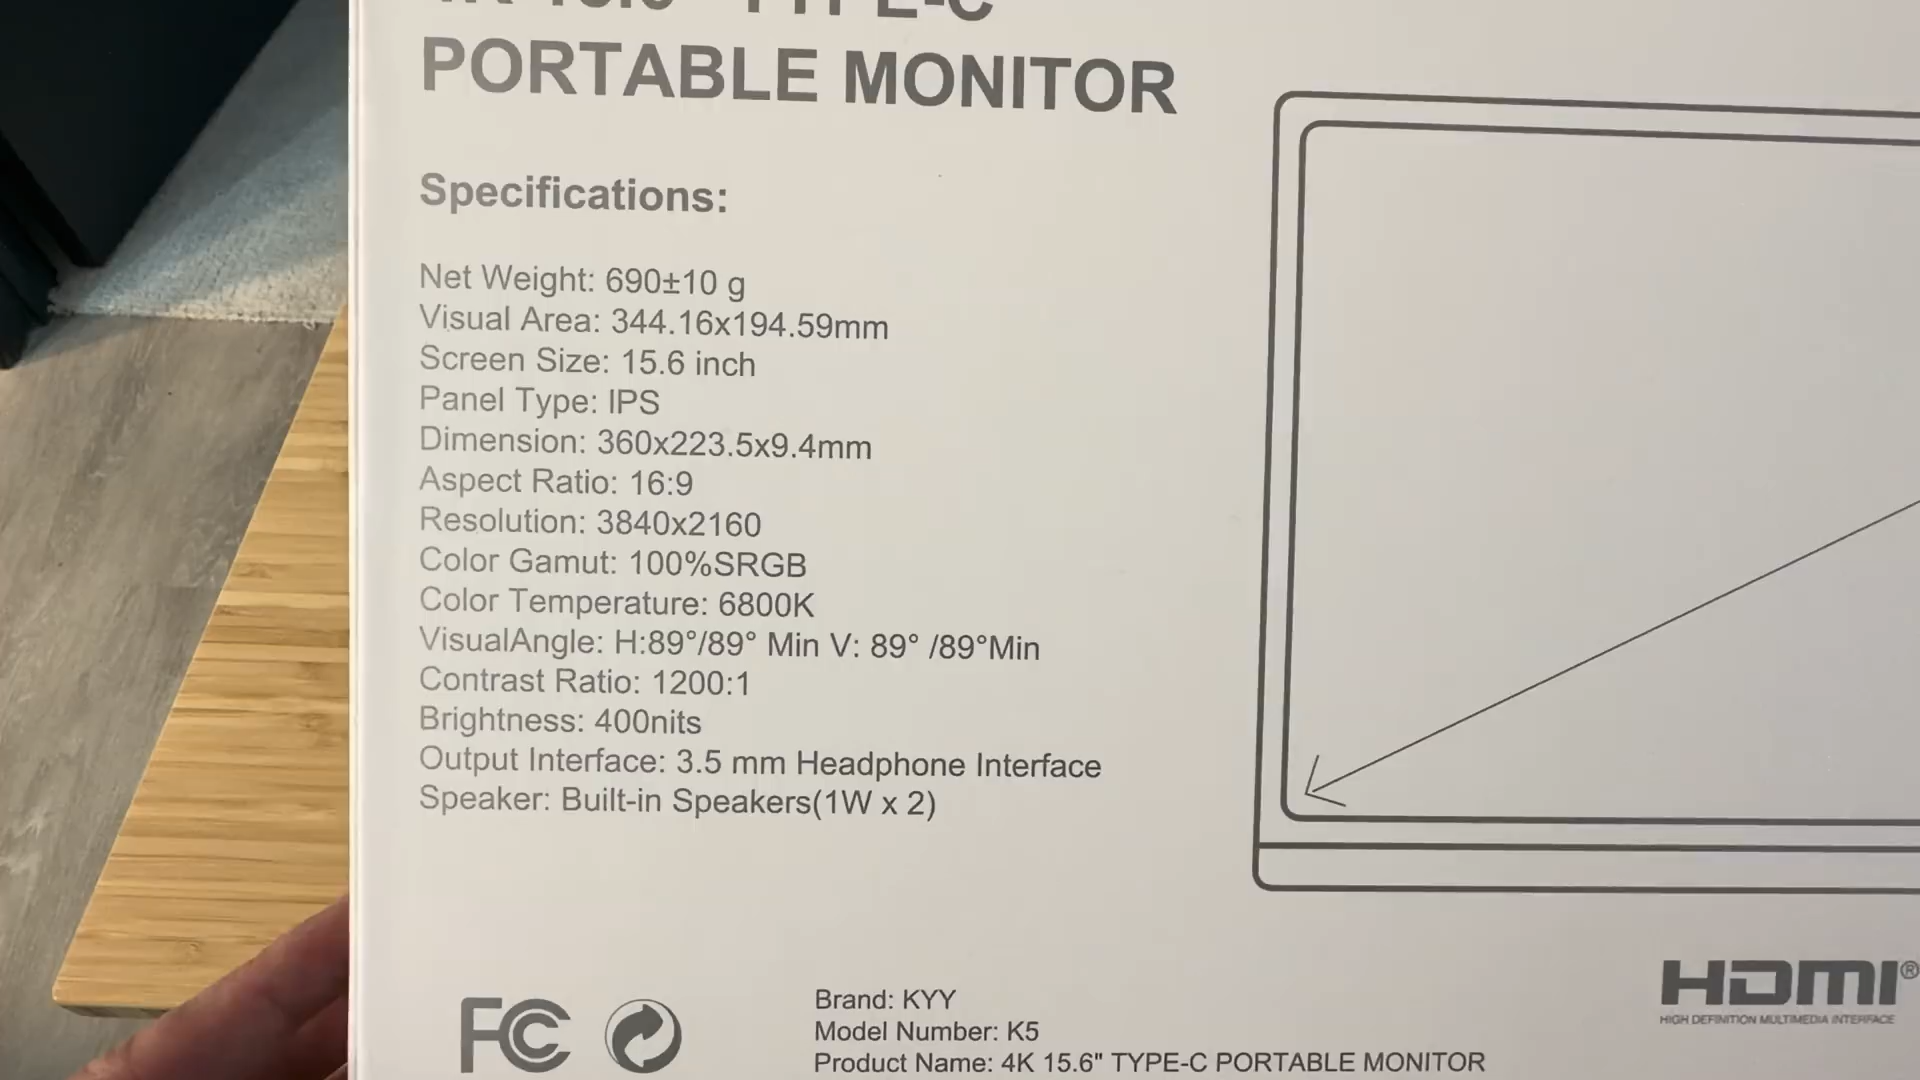 4K 15.6" TYPE-C
PORTABLE MONITOR
Specifications:
Net Weight: 690±10 g
Visual Area: 344.16x194.59mm
Screen Size: 15.6 inch
Panel Type: IPS
Dimension: 360x223.5x9.4mm
Aspect Ratio: 16:9
Resolution: 3840x2160
Color Gamut: 100%SRGB
Color Temperature: 6800K
VisualAngle: H:89°/89° Min V: 89° /89°Min
Contrast Ratio: 1200:1
Brightness: 400nits
Output Interface: 3.5 mm Headphone Interface
Speaker: Built-in Speakers(1W x 2)
FC
Brand: KYY
Model Number: K5
Product Name: 4K 15.6" TYPE-C PORTABLE MONITOR
HDMI®
HIGH DEFINITION MULTIMEDIA INTERFACE